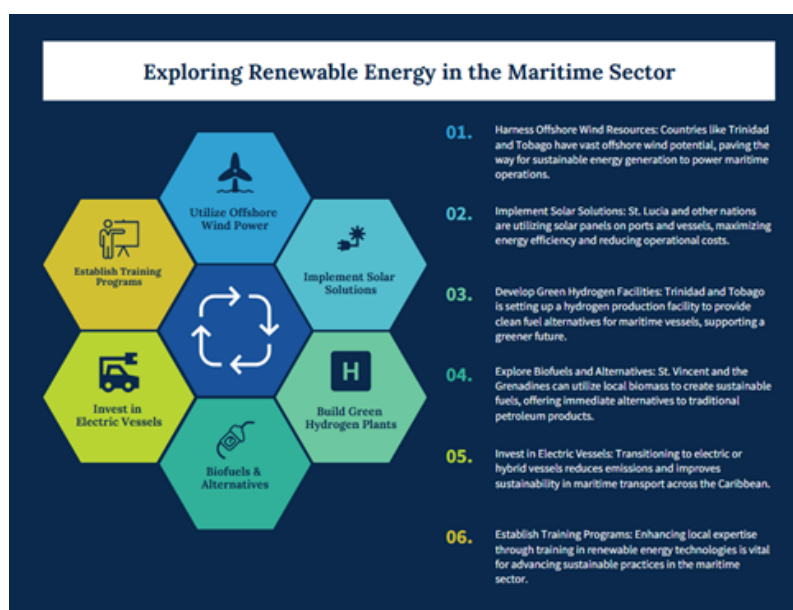 Exploring Renewable Energy in the Maritime Sector
Utilize Offshore
Wind Power
Implement Solar
Solutions
Build Green
Hydrogen Plants
H
Biofuels &
Alternatives
Invest in
Electric Vessels
Establish Training
Programs
01.
Harness Offshore Wind Resources: Countries like Trinidad
and Tobago have vast offshore wind potential, paving the
way for sustainable energy generation to power maritime
operations.
02.
Implement Solar Solutions: St. Lucia and other nations
are utilizing solar panels on ports and vessels, maximizing
energy efficiency and reducing operational costs.
03.
Develop Green Hydrogen Facilities: Trinidad and Tobago
is setting up a hydrogen production facility to provide
clean fuel alternatives for maritime vessels, supporting a
greener future.
04.
Explore Biofuels and Alternatives: St. Vincent and the
Grenadines can utilize local biomass to create sustainable
fuels, offering immediate alternatives to traditional
petroleum products.
05.
Invest in Electric Vessels: Transitioning to electric or
hybrid vessels reduces emissions and improves
sustainability in maritime transport across the Caribbean.
06.
Establish Training Programs: Enhancing local expertise
through training in renewable energy technologies is vital
for advancing sustainable practices in the maritime
sector.